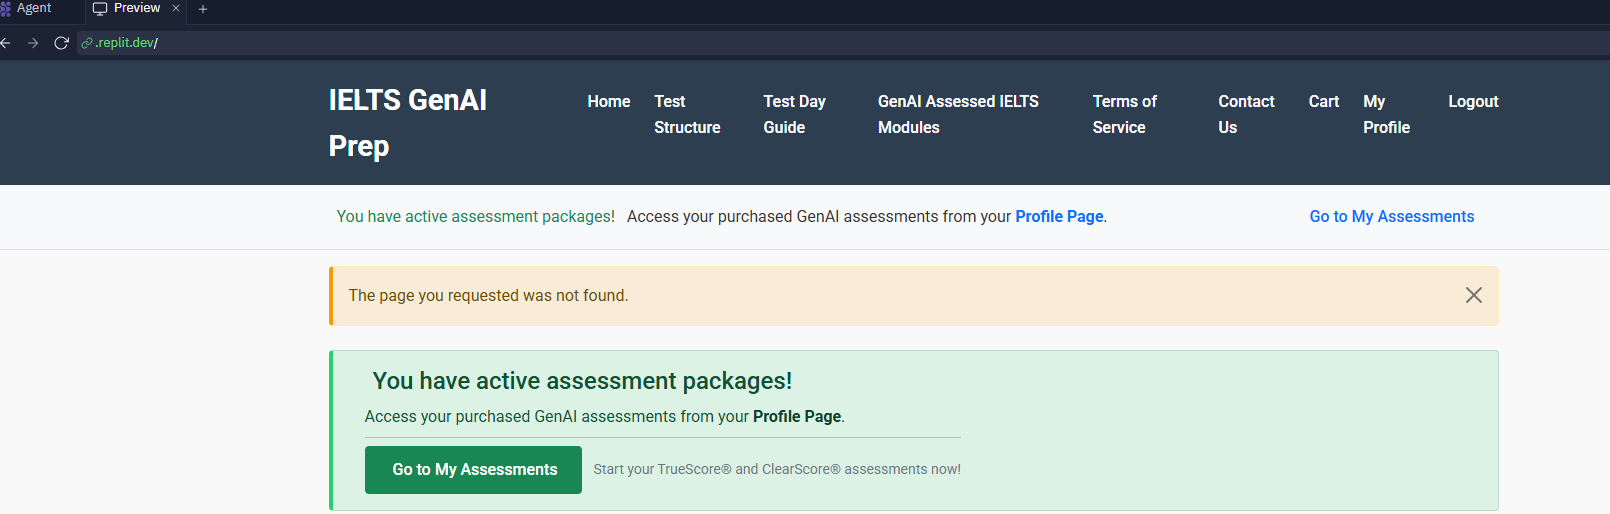 Agent
Preview
.replit.dev/
IELTS GenAI
Prep
Home
Test
Structure
Test Day
Guide
GenAI Assessed IELTS
Modules
Terms of
Service
Contact
Us
Cart
My
Profile
Logout
You have active assessment packages! Access your purchased GenAI assessments from your Profile Page.
Go to My Assessments
The page you requested was not found.
You have active assessment packages!
Access your purchased GenAI assessments from your Profile Page.
Go to My Assessments
Start your TrueScore® and ClearScore® assessments now!